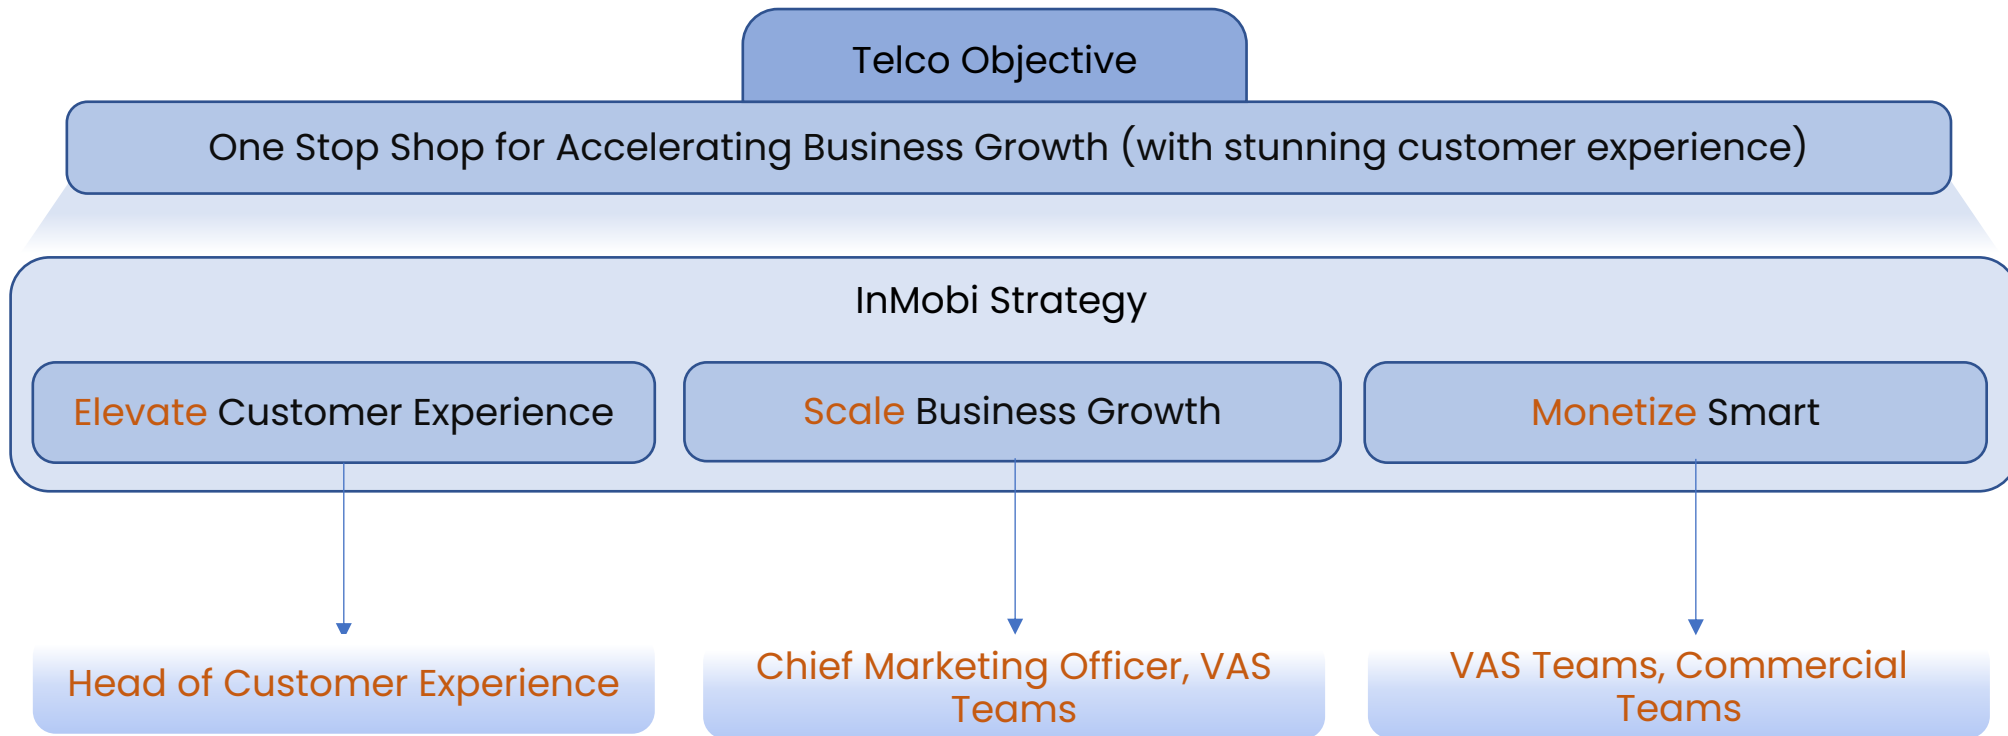 Telco Objective
One Stop Shop for Accelerating Business Growth (with stunning customer experience)
InMobi Strategy
Elevate Customer Experience
Scale Business Growth
Monetize Smart
Head of Customer Experience
Chief Marketing Officer, VAS
Teams
VAS Teams, Commercial
Teams